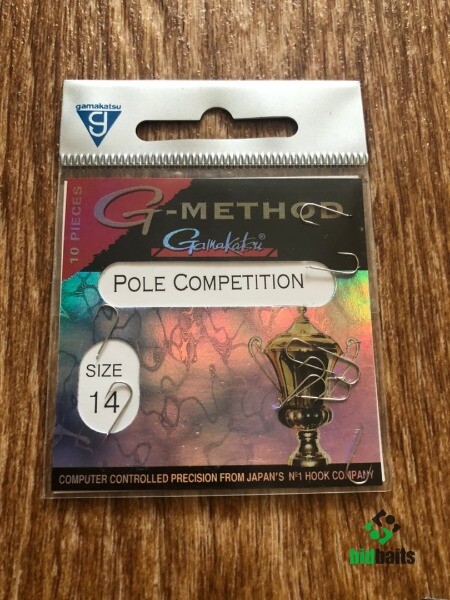 gamakatsu
10 PIECES
G-METHOD
Gamakatsu®
POLE COMPETITION
SIZE
14
COMPUTER CONTROLLED PRECISION FROM JAPAN'S Nº1 HOOK COMPANY
bidbaits